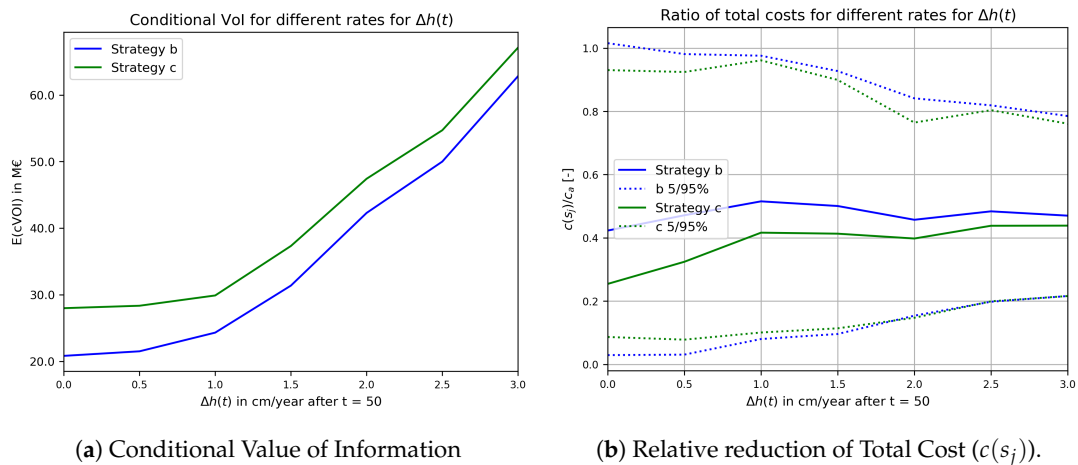 Conditional VoI for different rates for Δh(t)
Strategy b
Strategy c
E(cVOI) in M€
60.0
50.0
40.0
30.0
20.0
0.0 0.5 1.0 1.5 2.0 2.5 3.0
Δh(t) in cm/year after t = 50
(a) Conditional Value of Information
Ratio of total costs for different rates for Δh(t)
c(s_j)/c_a [-]
1.0
0.8
0.6
0.4
0.2
0.0
Strategy b
b 5/95%
Strategy c
c 5/95%
0.0 0.5 1.0 1.5 2.0 2.5 3.0
Δh(t) in cm/year after t = 50
(b) Relative reduction of Total Cost (c(s_j)).